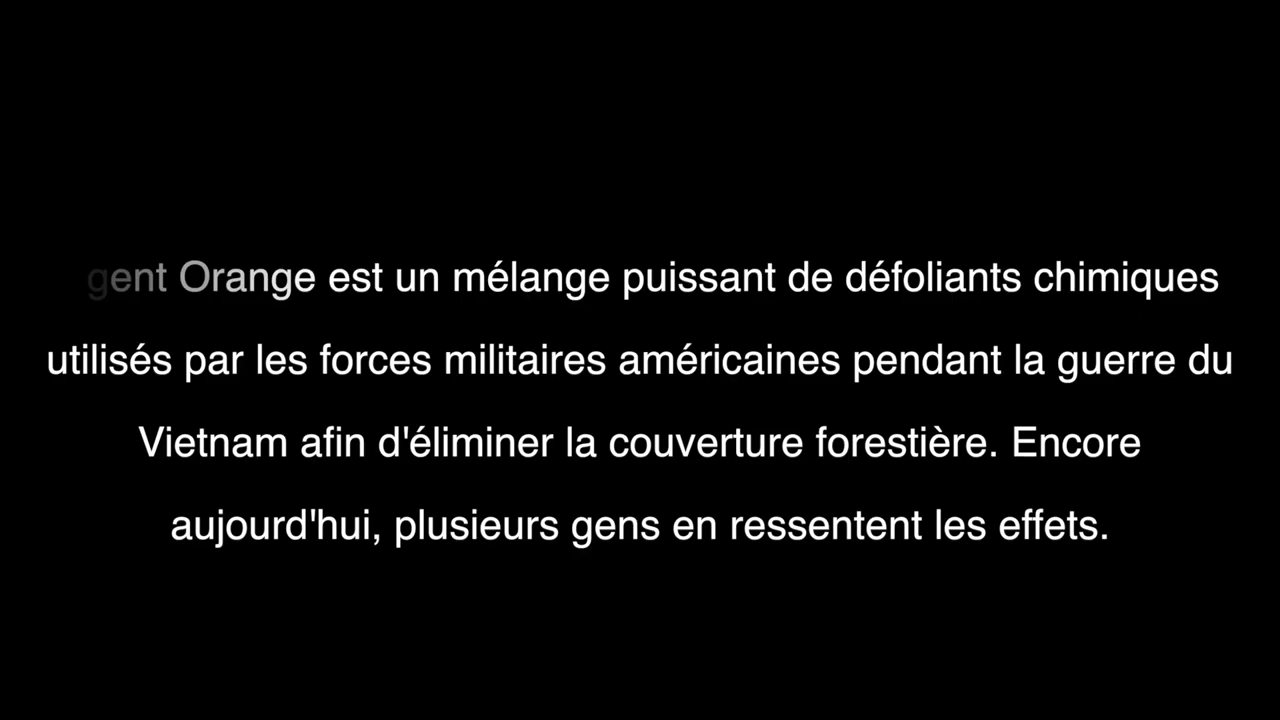 gent Orange est un mélange puissant de défoliants chimiques
utilisés par les forces militaires américaines pendant la guerre du
Vietnam afin d'éliminer la couverture forestière. Encore
aujourd'hui, plusieurs gens en ressentent les effets.